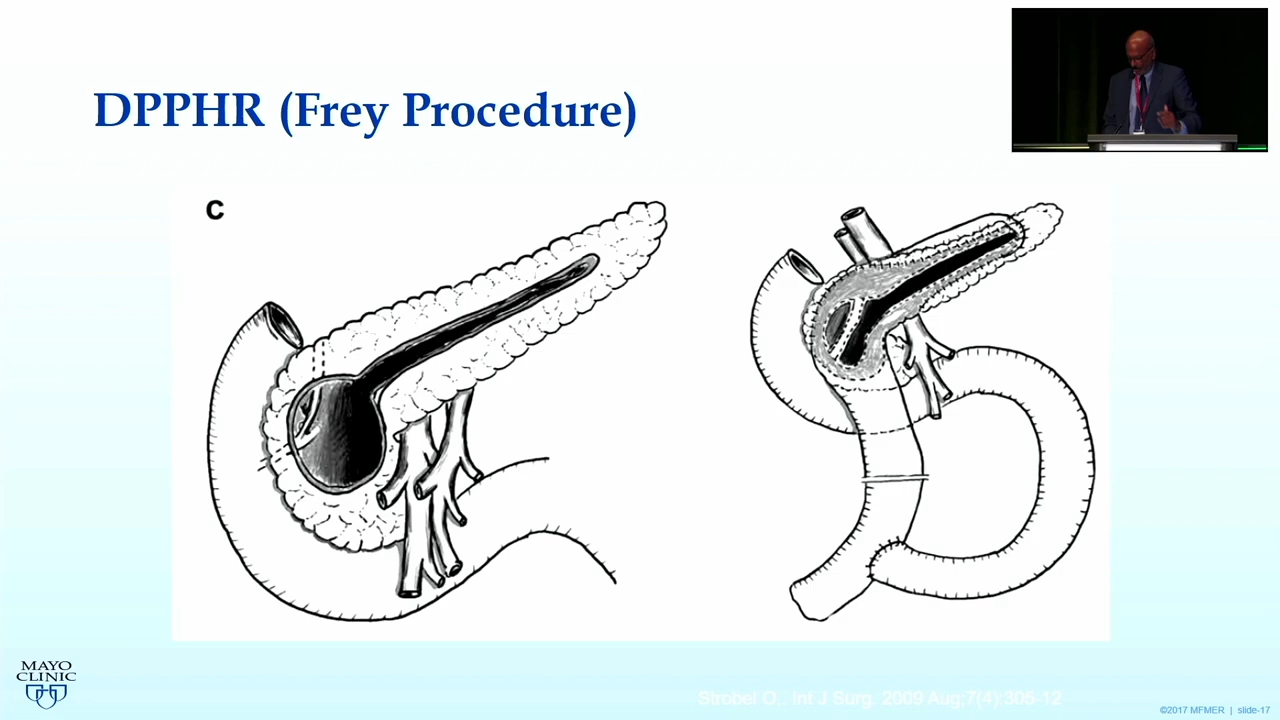 DPPHR (Frey Procedure)
c
MAYO
CLINIC
Strobel O, Int J Surg. 2009 Aug;7(4):305-12
©2017 MFMER | slide-17